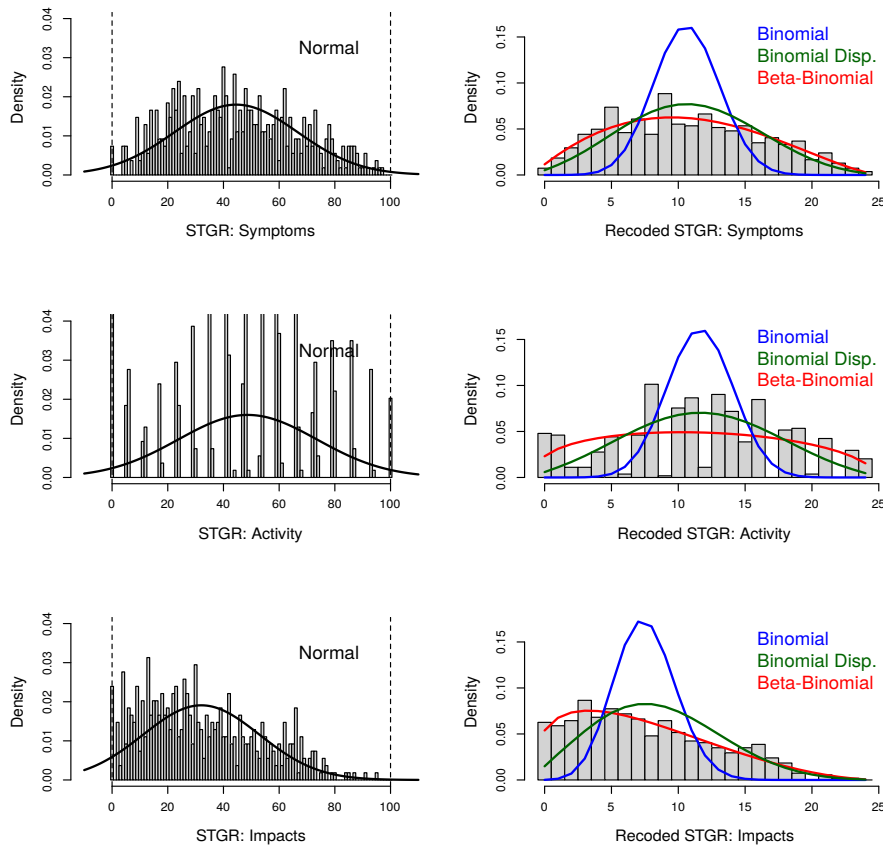 Normal
Density
0.00 0.01 0.02 0.03 0.04
0 20 40 60 80 100
STGR: Symptoms
Binomial
Binomial Disp.
Beta-Binomial
Density
0.00 0.05 0.10 0.15
0 5 10 15 20 25
Recoded STGR: Symptoms
Normal
Density
0.00 0.01 0.02 0.03 0.04
0 20 40 60 80 100
STGR: Activity
Binomial
Binomial Disp.
Beta-Binomial
Density
0.00 0.05 0.10 0.15
0 5 10 15 20 25
Recoded STGR: Activity
Normal
Density
0.00 0.01 0.02 0.03 0.04
0 20 40 60 80 100
STGR: Impacts
Binomial
Binomial Disp.
Beta-Binomial
Density
0.00 0.05 0.10 0.15
0 5 10 15 20 25
Recoded STGR: Impacts